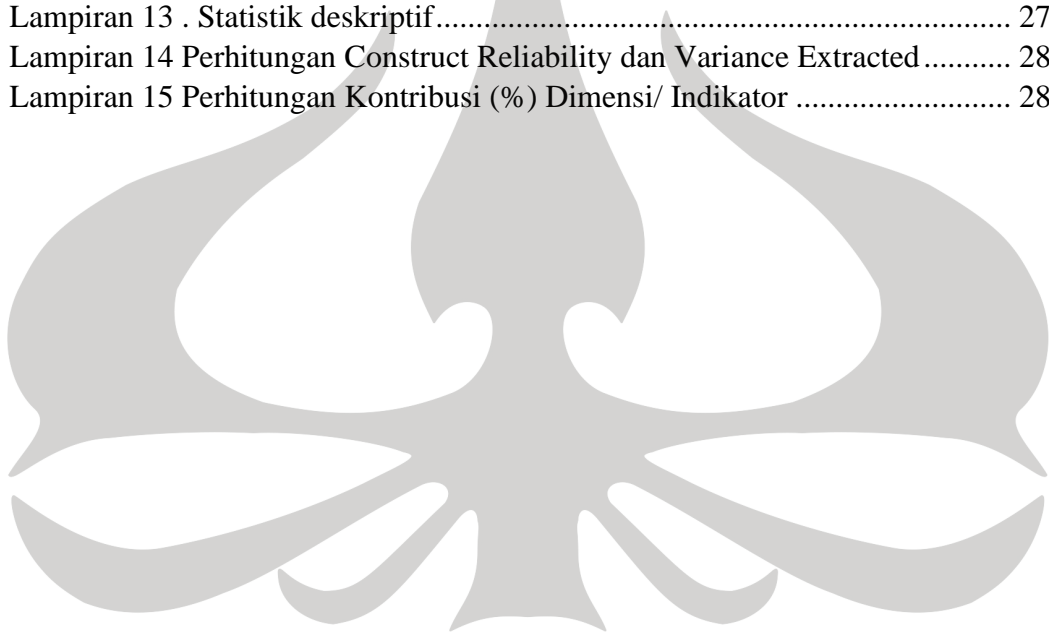 Lampiran 13 . Statistik deskriptif....................................................................... 27
Lampiran 14 Perhitungan Construct Reliability dan Variance Extracted........... 28
Lampiran 15 Perhitungan Kontribusi (%) Dimensi/ Indikator .......................... 28